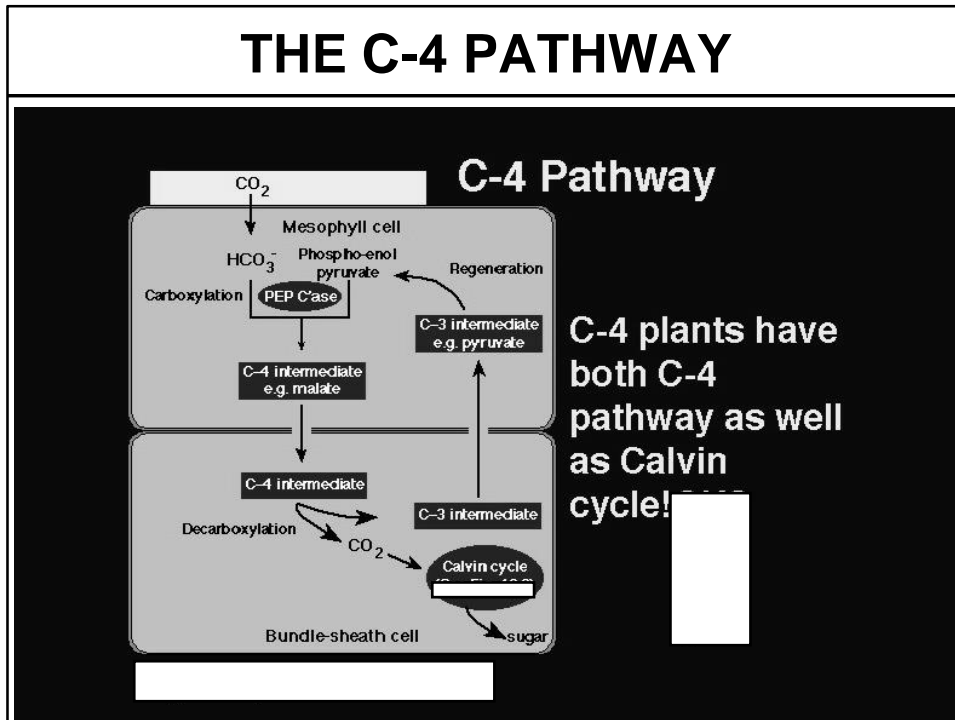 THE C-4 PATHWAY
C-4 Pathway
CO2
Mesophyll cell
HCO3-
Phospho-enol
pyruvate
Regeneration
Carboxylation
PEP C'ase
C-3 intermediate
e.g. pyruvate
C-4 intermediate
e.g. malate
C-4 plants have
both C-4
pathway as well
as Calvin
cycle!
C-4 intermediate
C-3 intermediate
Decarboxylation
CO2
Calvin cycle
Bundle-sheath cell
sugar